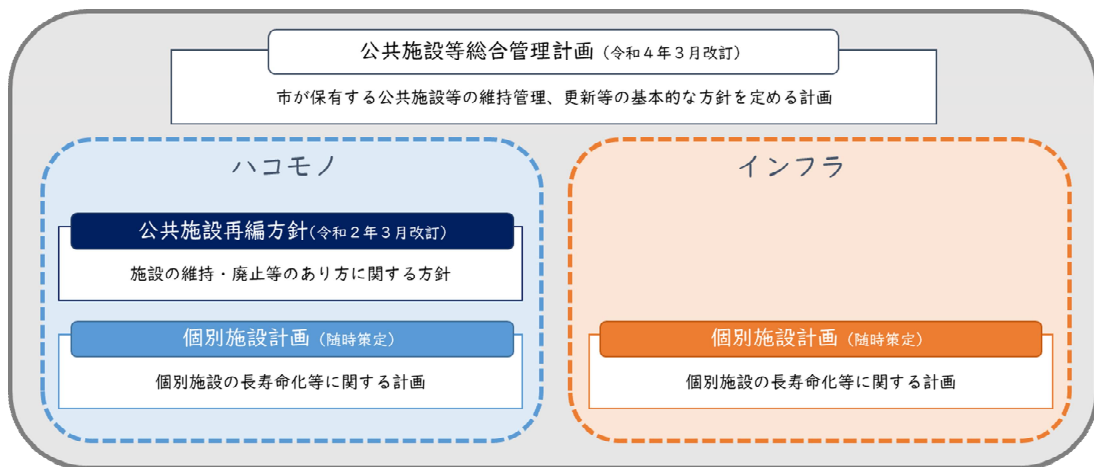 公共施設等総合管理計画（令和４年３月改訂）
市が保有する公共施設等の維持管理、更新等の基本的な方針を定める計画
ハコモノ
公共施設再編方針(令和２年３月改訂)
施設の維持・廃止等のあり方に関する方針
個別施設計画（随時策定）
個別施設の長寿命化等に関する計画
インフラ
個別施設計画（随時策定）
個別施設の長寿命化等に関する計画